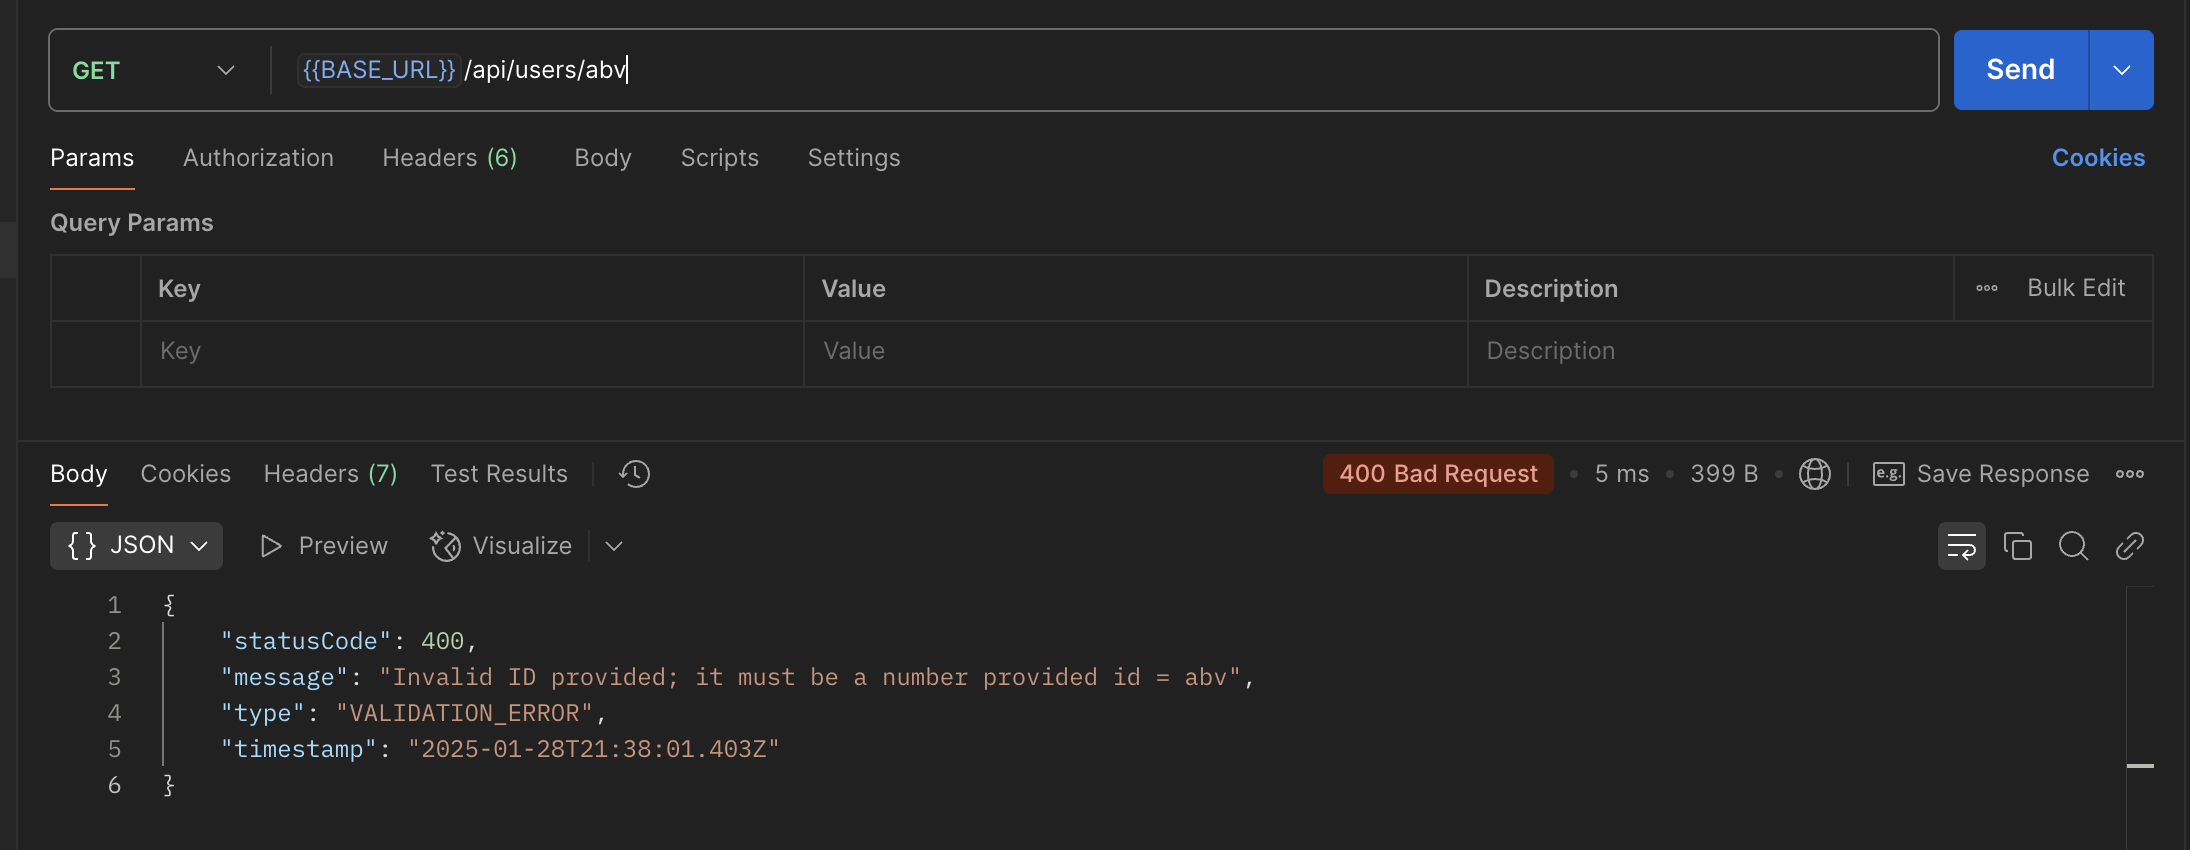 GET {{BASE_URL}}/api/users/abv Send
Params Authorization Headers (6) Body Scripts Settings Cookies
Query Params
Key Value Description Bulk Edit
Key Value Description
Body Cookies Headers (7) Test Results 400 Bad Request • 5 ms • 399 B • e.g. Save Response
{} JSON Preview Visualize
1 {
2 "statusCode": 400,
3 "message": "Invalid ID provided; it must be a number provided id = abv",
4 "type": "VALIDATION_ERROR",
5 "timestamp": "2025-01-28T21:38:01.403Z"
6 }